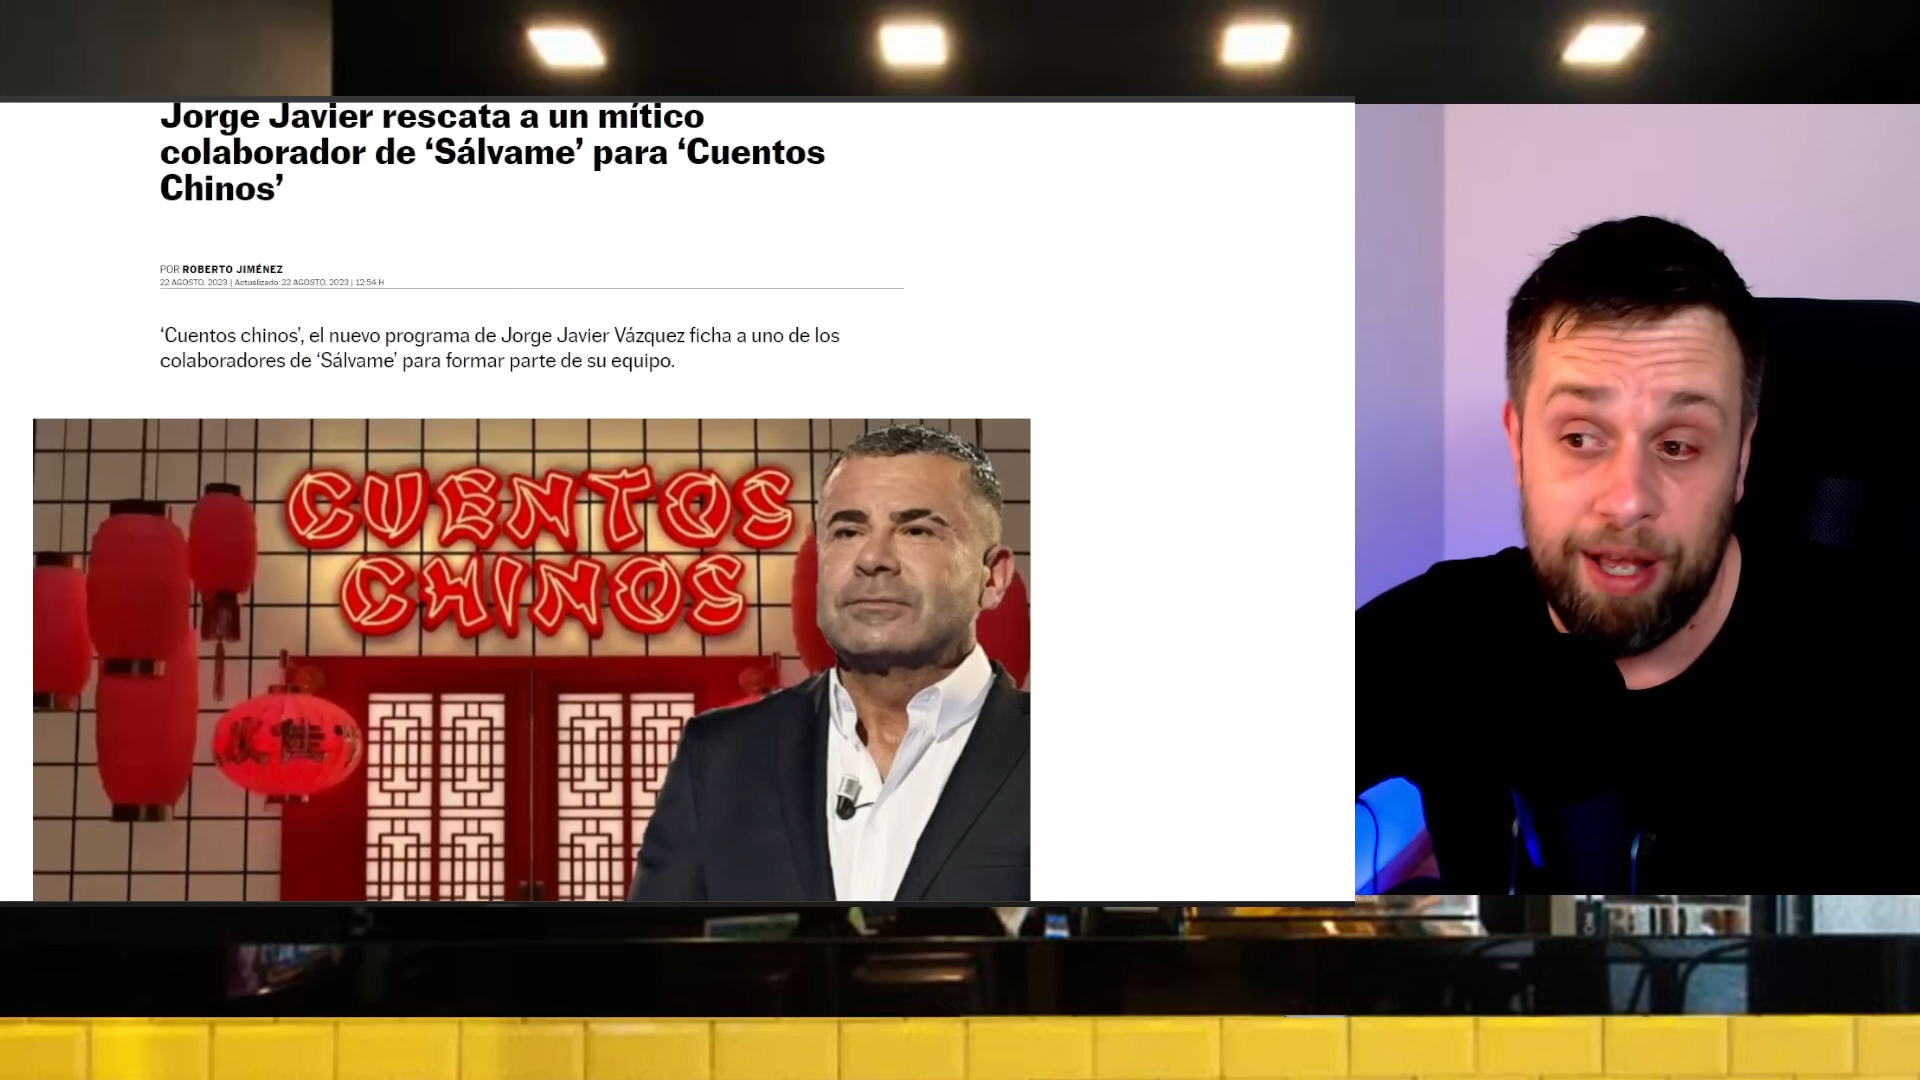 Jorge Javier rescata a un mítico
colaborador de ‘Sálvame’ para ‘Cuentos
Chinos’
POR ROBERTO JIMÉNEZ
22 AGOSTO, 2023 | Actualizado: 22 AGOSTO, 2023 | 12:54 H
‘Cuentos chinos’, el nuevo programa de Jorge Javier Vázquez ficha a uno de los
colaboradores de ‘Sálvame’ para formar parte de su equipo.
CUENTOS
CHINOS